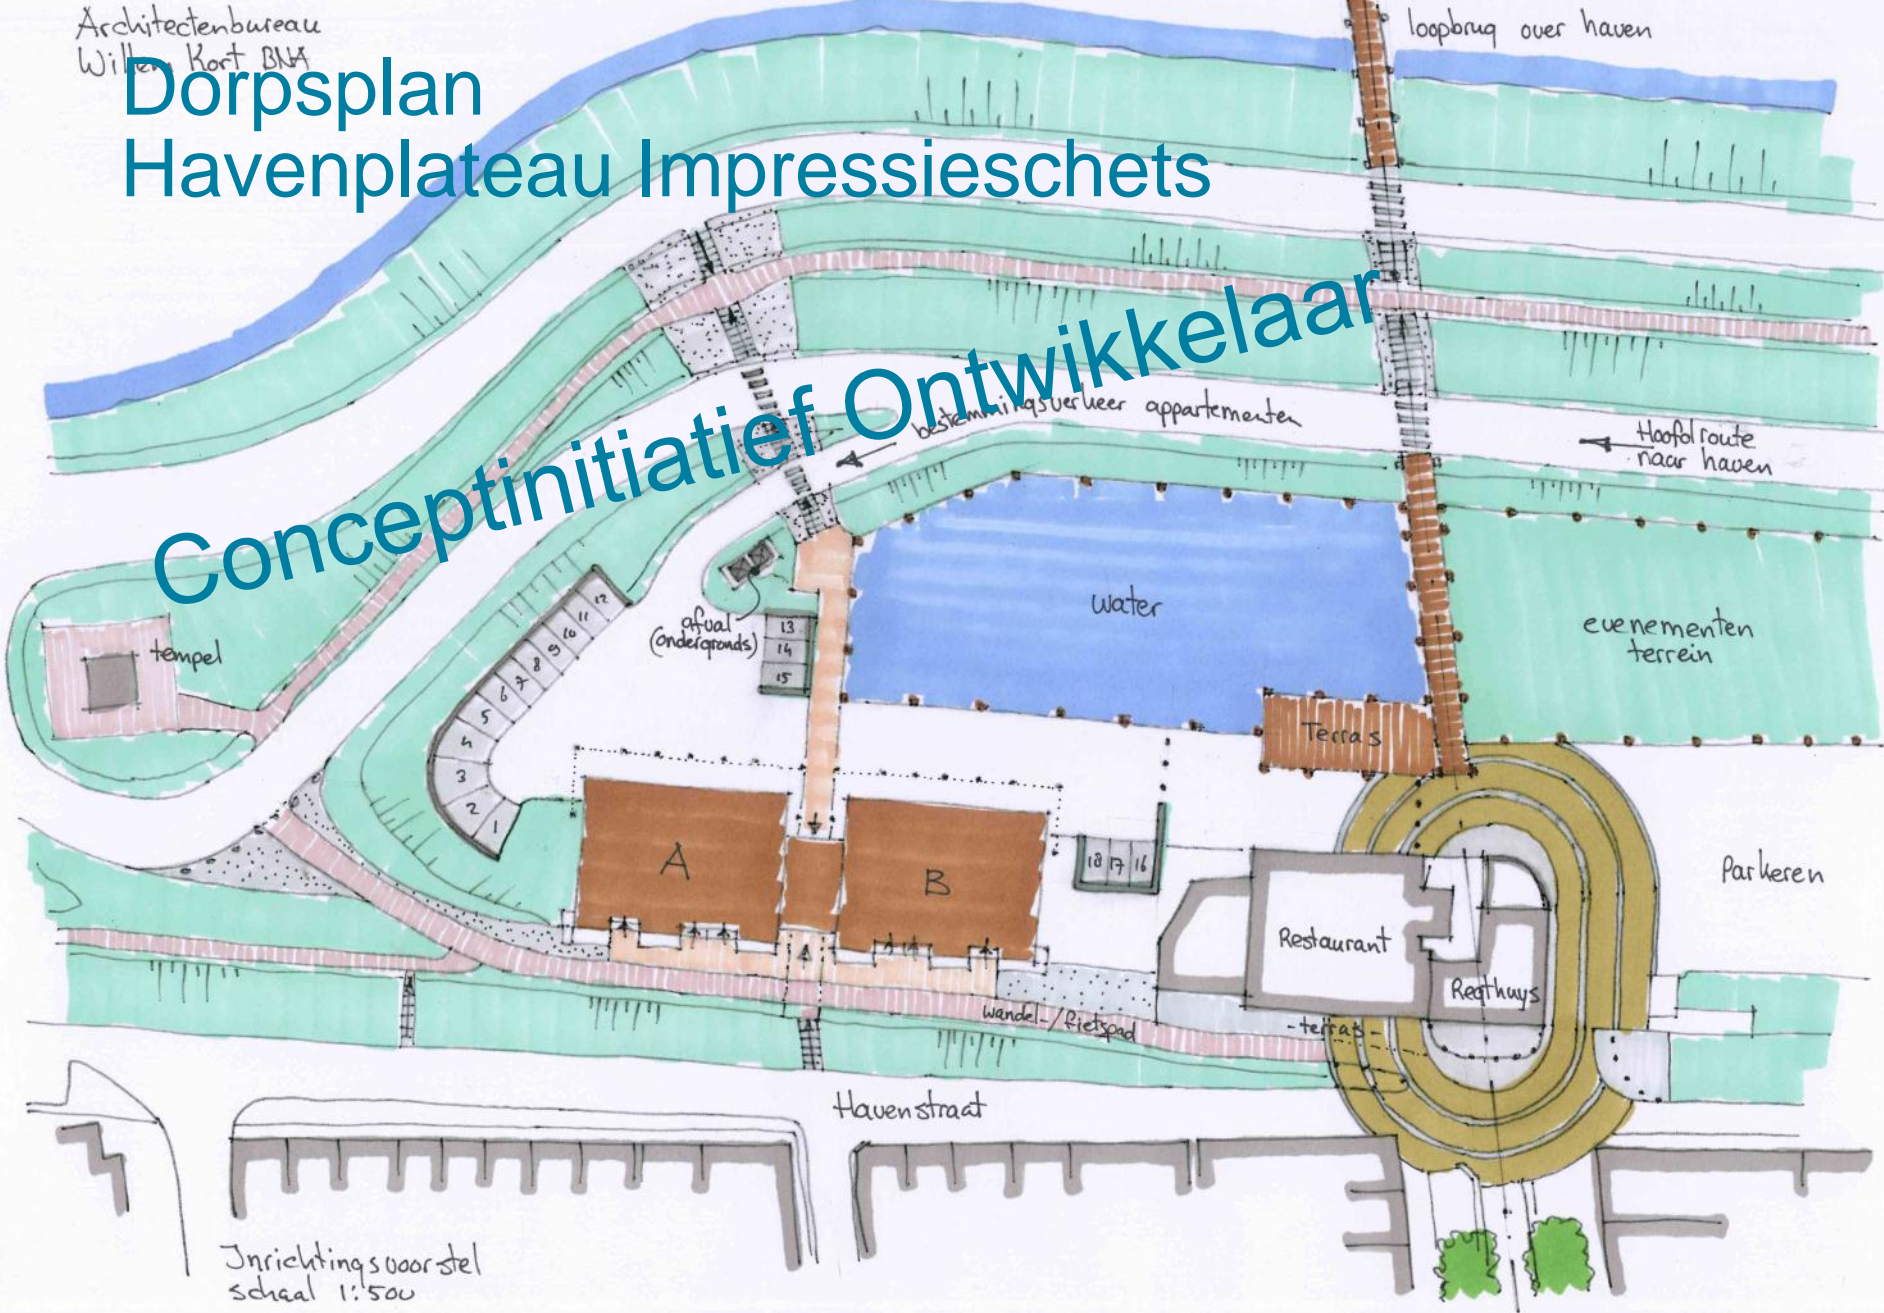 Architectenbureau
Willem Kort BNA
loopbrug over haven
Dorpsplan
Havenplateau Impressieschets
Conceptinitiatief Ontwikkelaar
bestemmingsverkeer appartementen
Hoofdroute
naar haven
water
evenementen
terrein
afval
(ondergronds)
tempel
12
11
10
9
8
7
6
5
4
3
2
1
13
14
15
Terras
A
B
18 17 16
Parkeren
Restaurant
Regthuys
wandel-/fietspad
-terras-
Havenstraat
Inrichtingsvoorstel
schaal 1:500